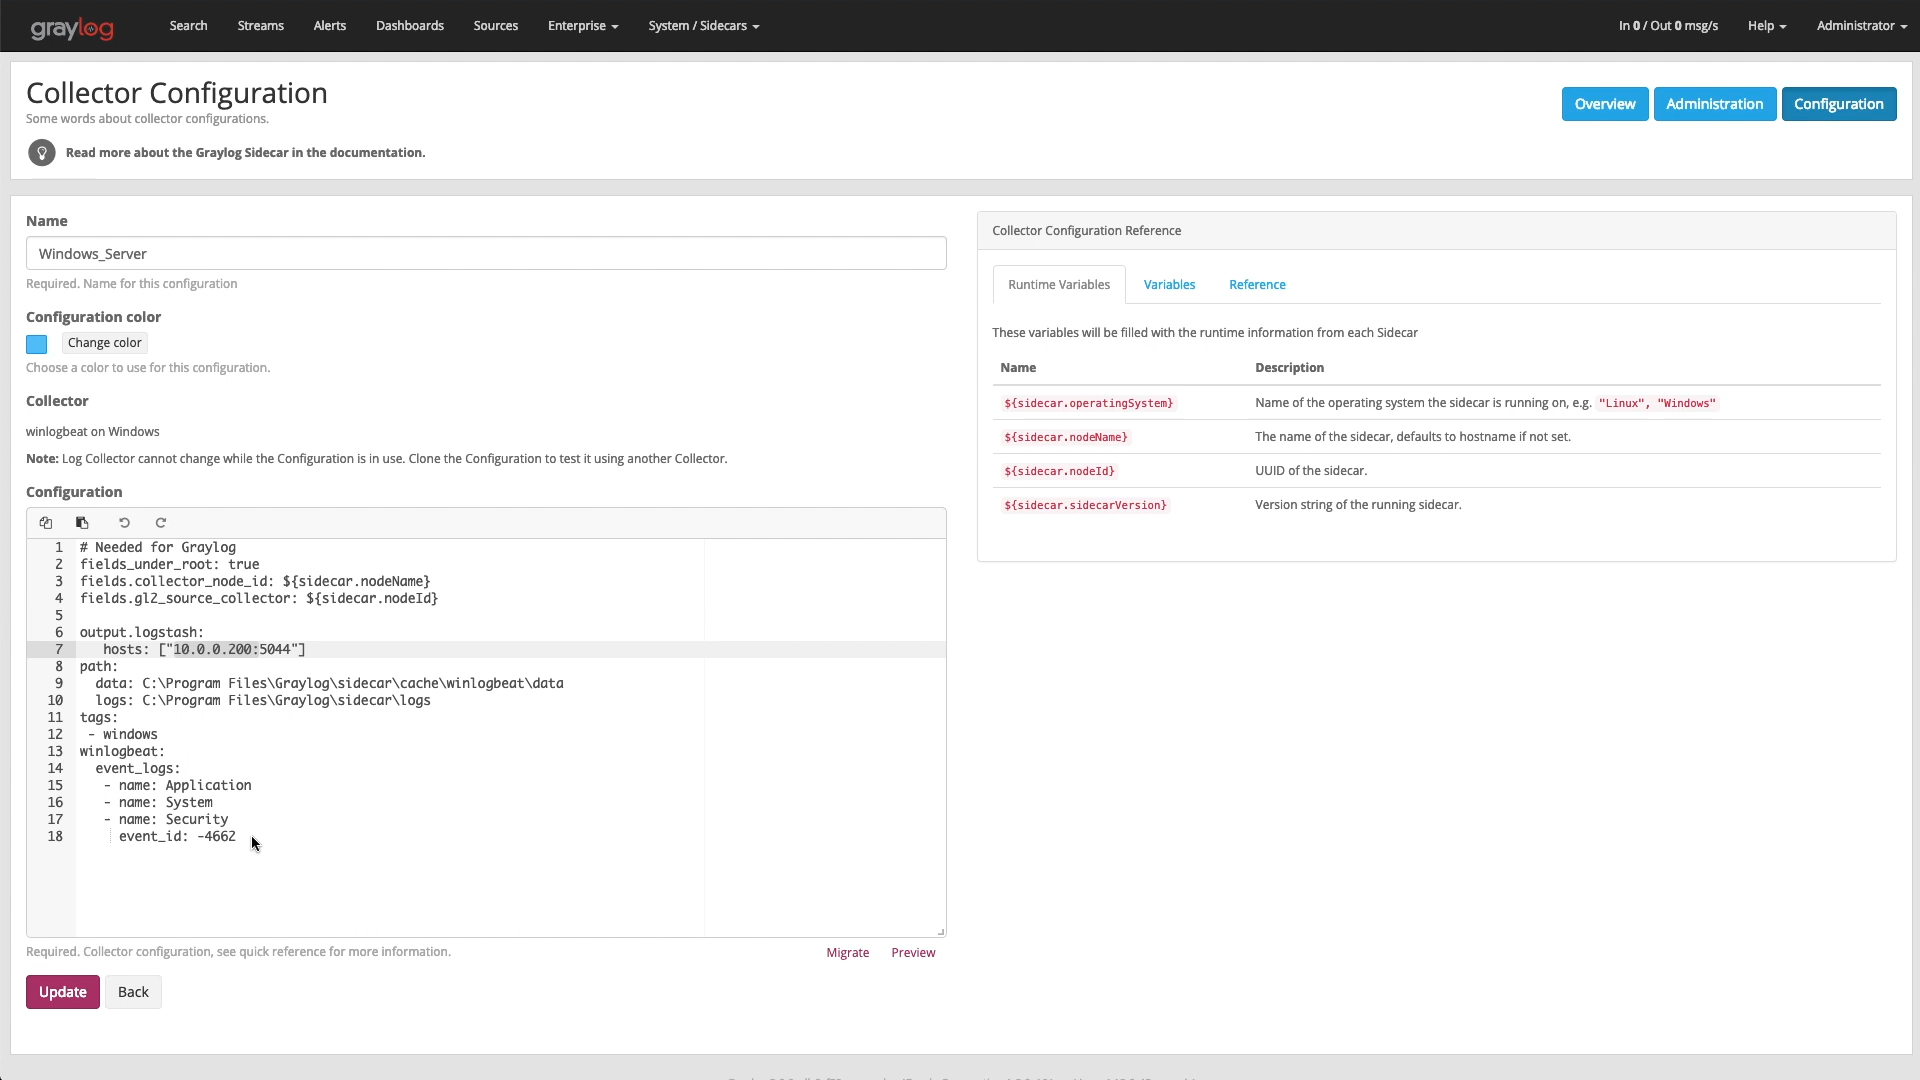 graylog Search Streams Alerts Dashboards Sources Enterprise System / Sidecars In 0 / Out 0 msg/s Help Administrator
Collector Configuration
Some words about collector configurations.
Read more about the Graylog Sidecar in the documentation.
Overview Administration Configuration
Name
Windows_Server
Required. Name for this configuration
Configuration color
Change color
Choose a color to use for this configuration.
Collector
winlogbeat on Windows
Note: Log Collector cannot change while the Configuration is in use. Clone the Configuration to test it using another Collector.
Configuration
1 # Needed for Graylog
2 fields_under_root: true
3 fields.collector_node_id: ${sidecar.nodeName}
4 fields.gl2_source_collector: ${sidecar.nodeId}
5
6 output.logstash:
7    hosts: ["10.0.0.200:5044"]
8 path:
9   data: C:\Program Files\Graylog\sidecar\cache\winlogbeat\data
10   logs: C:\Program Files\Graylog\sidecar\logs
11 tags:
12  - windows
13 winlogbeat:
14   event_logs:
15    - name: Application
16    - name: System
17    - name: Security
18      event_id: -4662
Required. Collector configuration, see quick reference for more information.
Migrate Preview
Update Back
Collector Configuration Reference
Runtime Variables Variables Reference
These variables will be filled with the runtime information from each Sidecar
Name Description
${sidecar.operatingSystem} Name of the operating system the sidecar is running on, e.g. "Linux", "Windows"
${sidecar.nodeName} The name of the sidecar, defaults to hostname if not set.
${sidecar.nodeId} UUID of the sidecar.
${sidecar.sidecarVersion} Version string of the running sidecar.